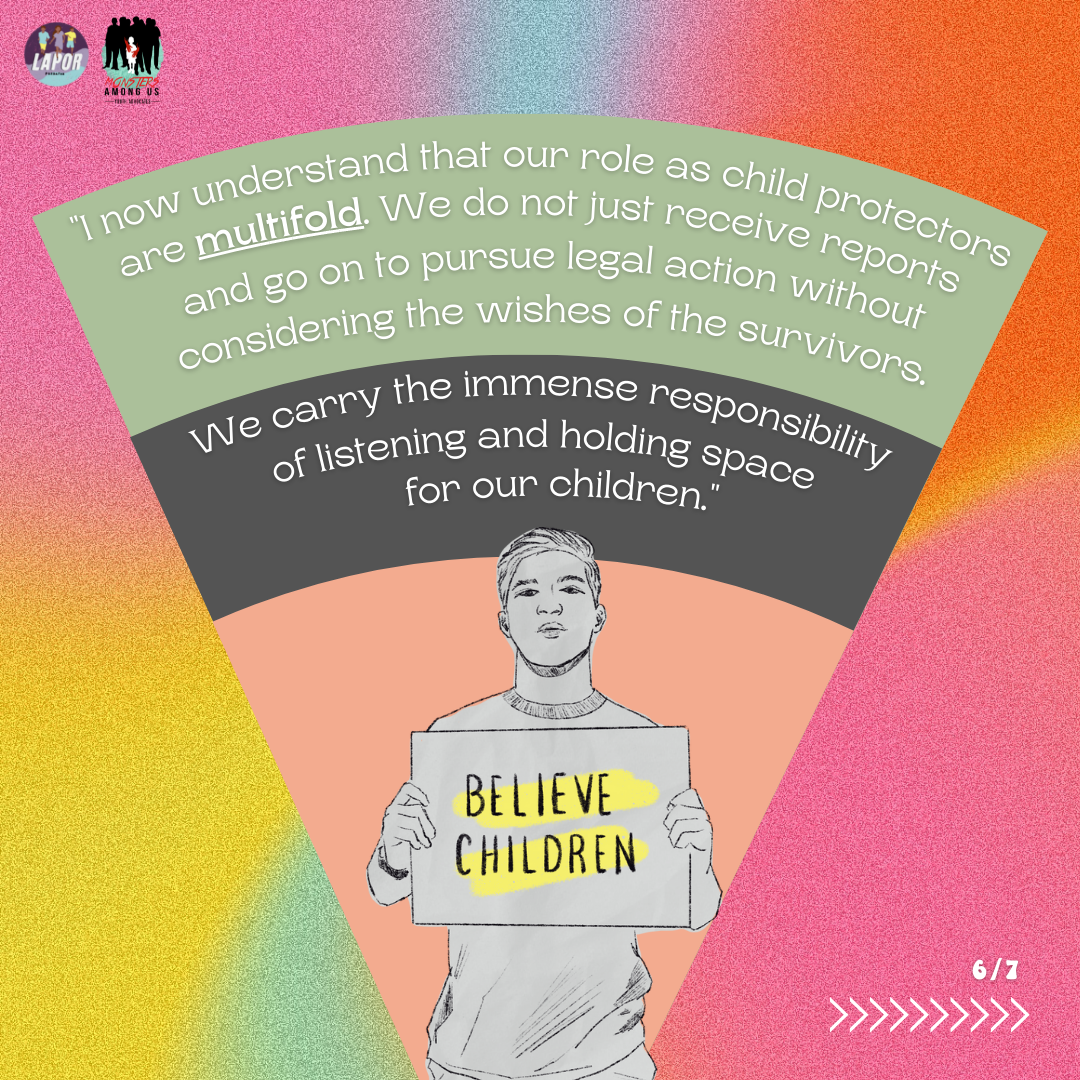 LAPOR
MONSTERS
AMONG US
"I now understand that our role as child protectors
are multifold. We do not just receive reports
and go on to pursue legal action without
considering the wishes of the survivors.
We carry the immense responsibility
of listening and holding space
for our children."
BELIEVE
CHILDREN
6/7